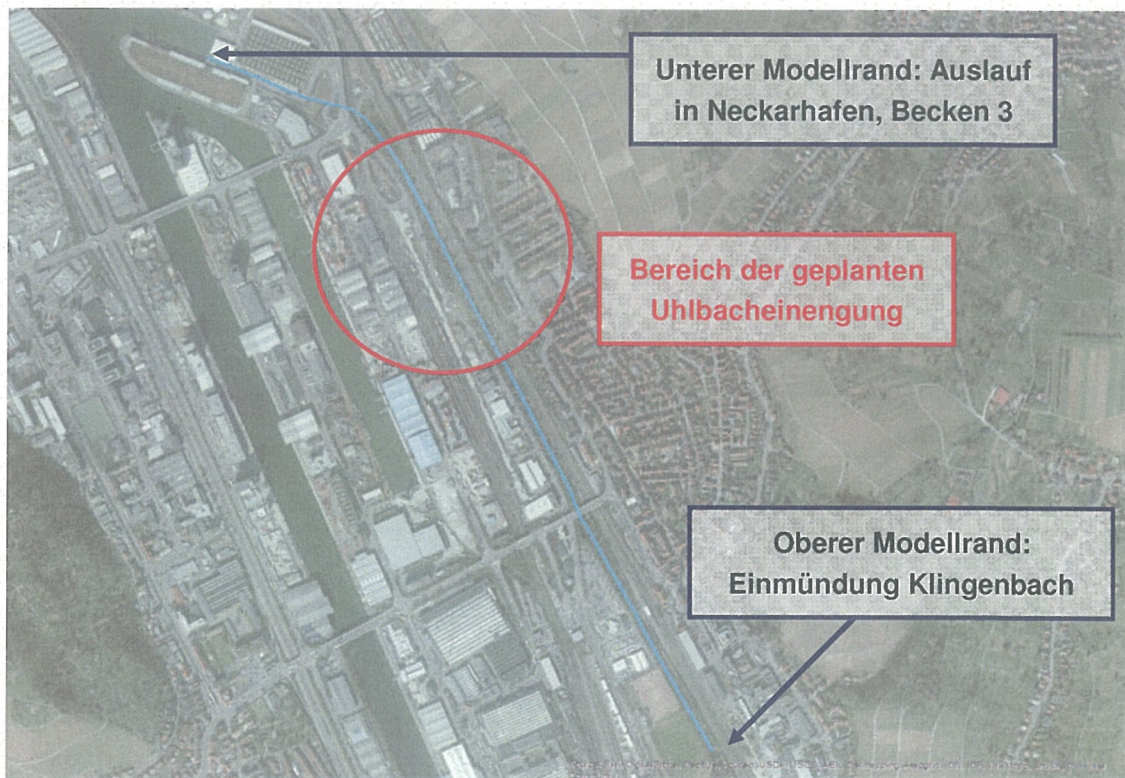 Unterer Modellrand: Auslauf
in Neckarhafen, Becken 3
Bereich der geplanten
Uhlbacheinengung
Oberer Modellrand:
Einmündung Klingenbach